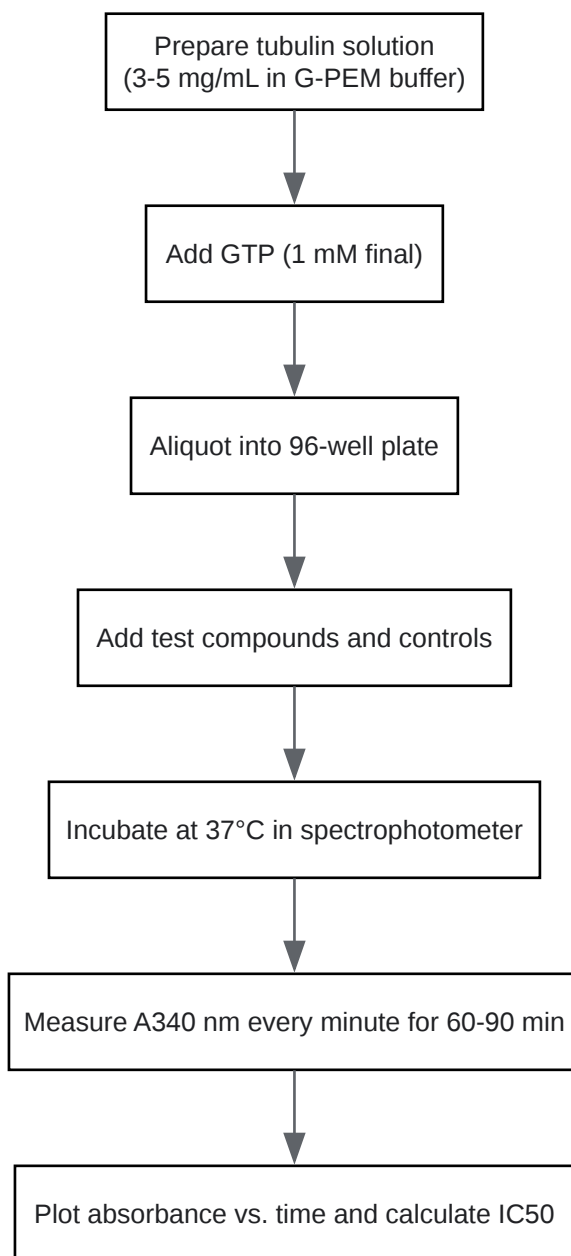 Prepare tubulin solution
(3-5 mg/mL in G-PEM buffer)
Add GTP (1 mM final)
Aliquot into 96-well plate
Add test compounds and controls
Incubate at 37°C in spectrophotometer
Measure A340 nm every minute for 60-90 min
Plot absorbance vs. time and calculate IC50